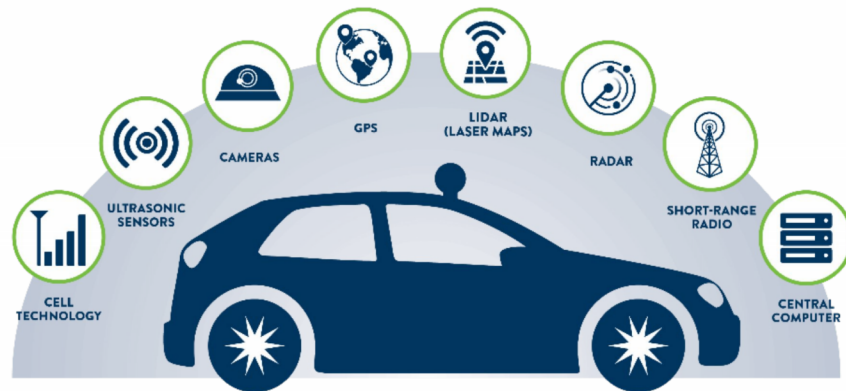 CELL
TECHNOLOGY
ULTRASONIC
SENSORS
CAMERAS
GPS
LIDAR
(LASER MAPS)
RADAR
SHORT-RANGE
RADIO
CENTRAL
COMPUTER